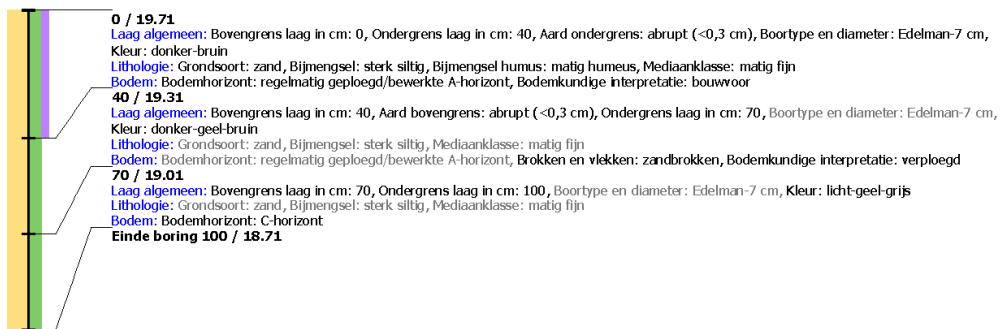 0 / 19.71
Laag algemeen: Bovengrens laag in cm: 0, Ondergrens laag in cm: 40, Aard ondergrens: abrupt (<0,3 cm), Boortype en diameter: Edelman-7 cm,
Kleur: donker-bruin
Lithologie: Grondsoort: zand, Bijmengsel: sterk siltig, Bijmengsel humus: matig humeus, Mediaanklasse: matig fijn
Bodem: Bodemhorizont: regelmatig geploegd/bewerkte A-horizont, Bodemkundige interpretatie: bouwvoor
40 / 19.31
Laag algemeen: Bovengrens laag in cm: 40, Aard bovengrens: abrupt (<0,3 cm), Ondergrens laag in cm: 70, Boortype en diameter: Edelman-7 cm,
Kleur: donker-geel-bruin
Lithologie: Grondsoort: zand, Bijmengsel: sterk siltig, Mediaanklasse: matig fijn
Bodem: Bodemhorizont: regelmatig geploegd/bewerkte A-horizont, Brokken en vlekken: zandbrokken, Bodemkundige interpretatie: verploegd
70 / 19.01
Laag algemeen: Bovengrens laag in cm: 70, Ondergrens laag in cm: 100, Boortype en diameter: Edelman-7 cm, Kleur: licht-geel-grijs
Lithologie: Grondsoort: zand, Bijmengsel: sterk siltig, Mediaanklasse: matig fijn
Bodem: Bodemhorizont: C-horizont
Einde boring 100 / 18.71